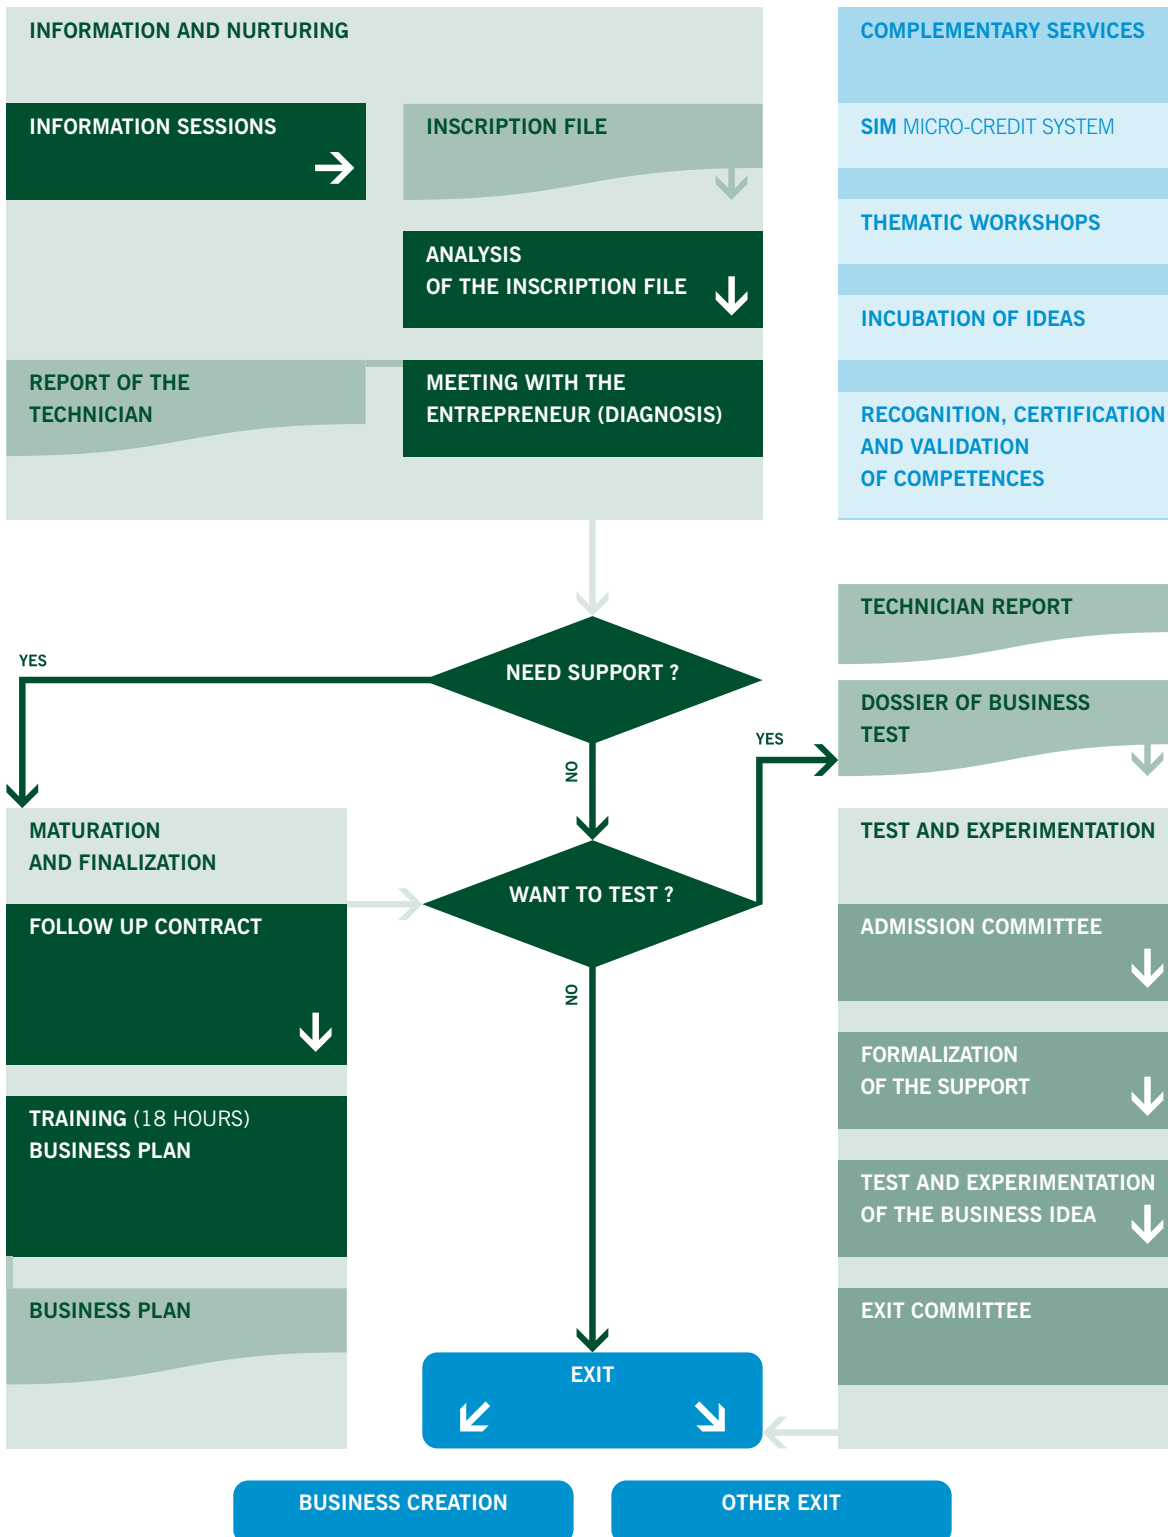 INFORMATION AND NURTURING
INFORMATION SESSIONS
INSCRIPTION FILE
ANALYSIS
OF THE INSCRIPTION FILE
REPORT OF THE
TECHNICIAN
MEETING WITH THE
ENTREPRENEUR (DIAGNOSIS)
COMPLEMENTARY SERVICES
SIM MICRO-CREDIT SYSTEM
THEMATIC WORKSHOPS
INCUBATION OF IDEAS
RECOGNITION, CERTIFICATION
AND VALIDATION
OF COMPETENCES
NEED SUPPORT ?
YES
NO
WANT TO TEST ?
YES
NO
TECHNICIAN REPORT
DOSSIER OF BUSINESS
TEST
MATURATION
AND FINALIZATION
FOLLOW UP CONTRACT
TRAINING (18 HOURS)
BUSINESS PLAN
BUSINESS PLAN
TEST AND EXPERIMENTATION
ADMISSION COMMITTEE
FORMALIZATION
OF THE SUPPORT
TEST AND EXPERIMENTATION
OF THE BUSINESS IDEA
EXIT COMMITTEE
EXIT
BUSINESS CREATION
OTHER EXIT